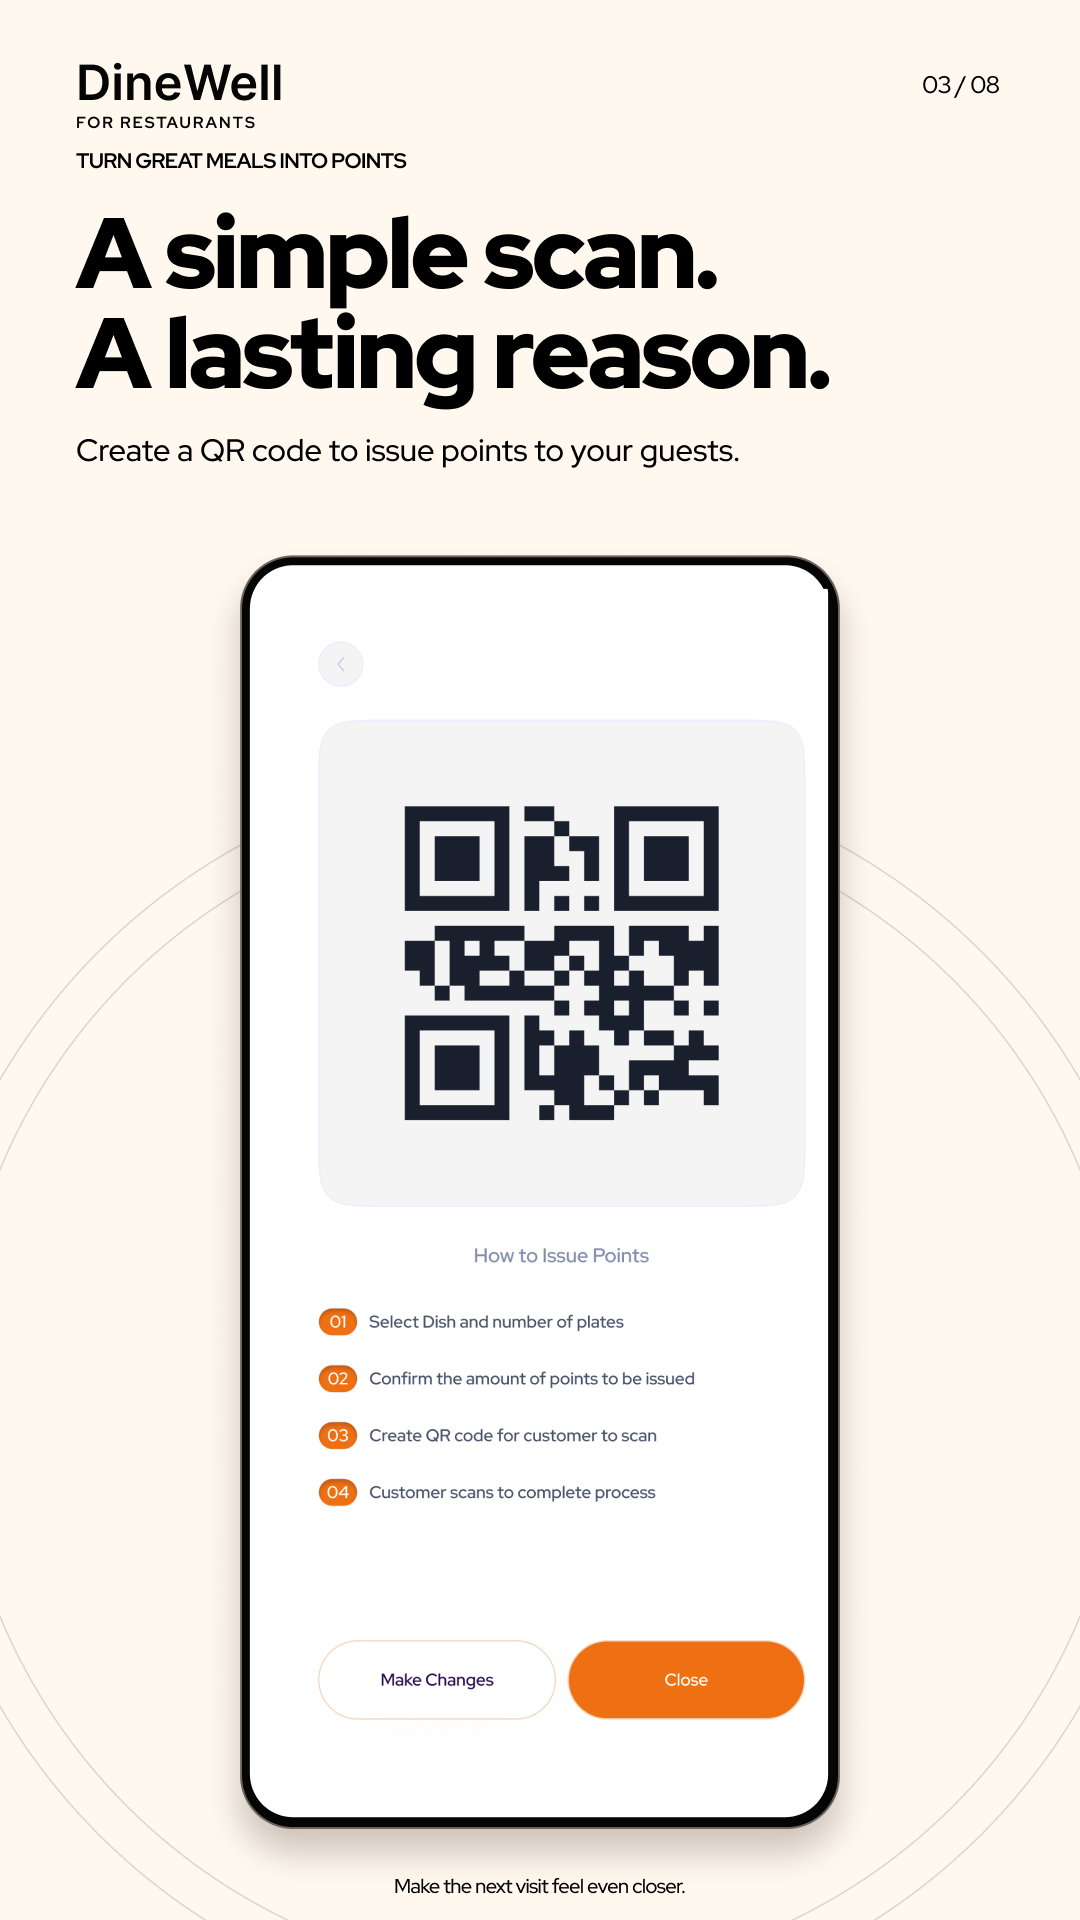 DineWell
03 / 08
FOR RESTAURANTS
TURN GREAT MEALS INTO POINTS
A simple scan.
A lasting reason.
Create a QR code to issue points to your guests.
How to Issue Points
01 Select Dish and number of plates
02 Confirm the amount of points to be issued
03 Create QR code for customer to scan
04 Customer scans to complete process
Make Changes
Close
Make the next visit feel even closer.